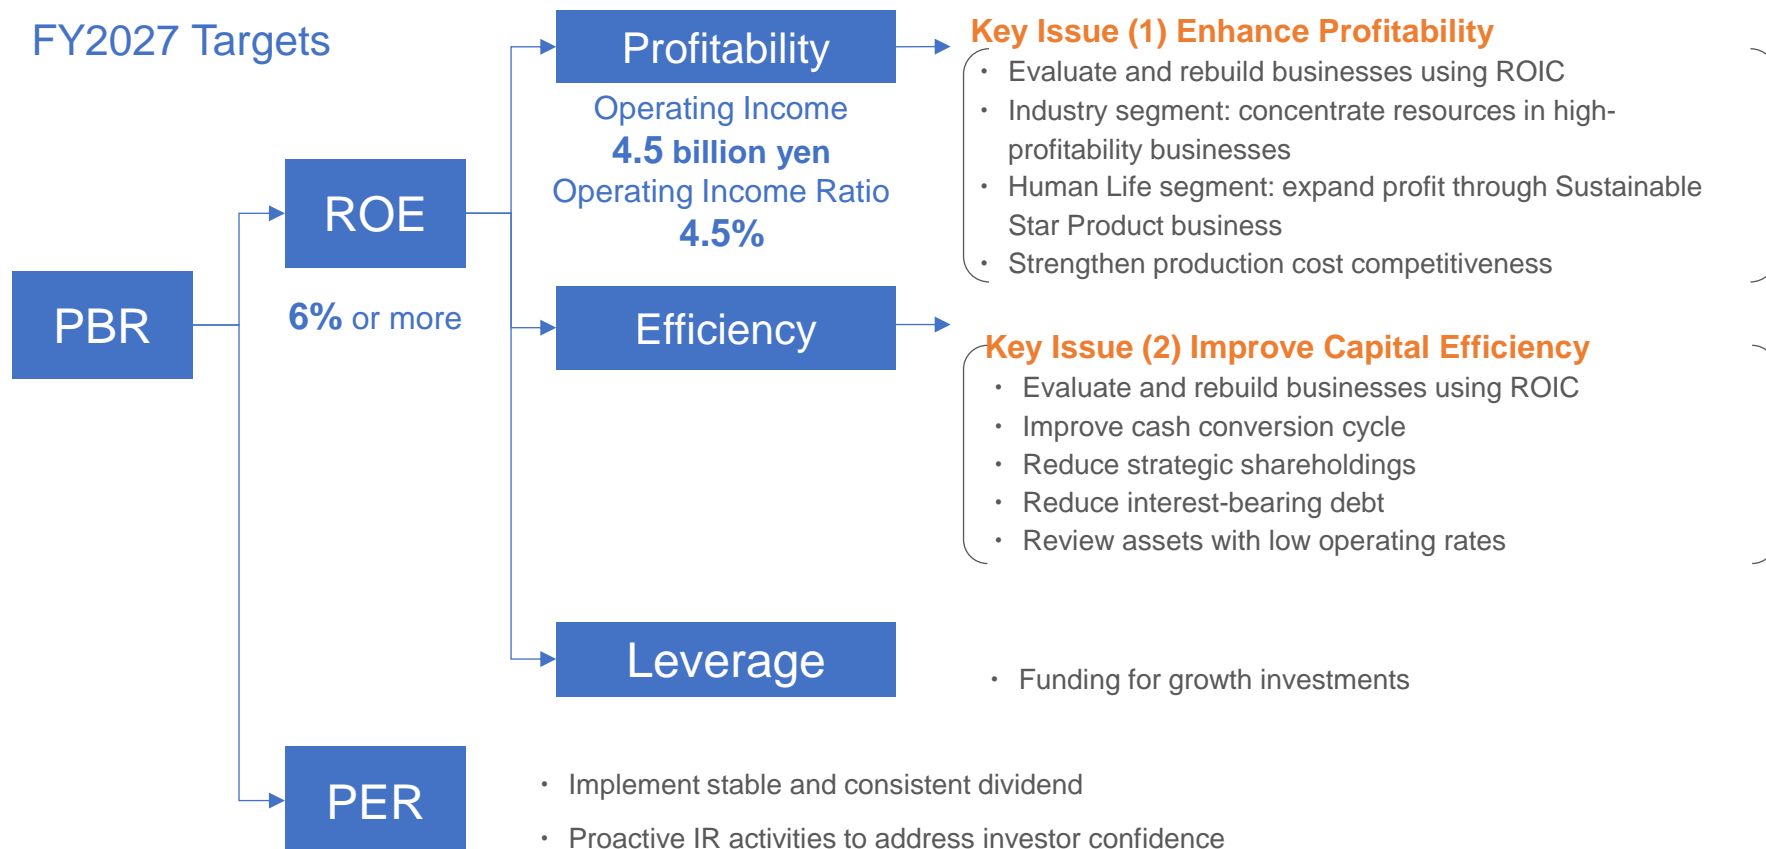 FY2027 Targets
PBR
ROE
6% or more
Profitability
Operating Income
4.5 billion yen
Operating Income Ratio
4.5%
Key Issue (1) Enhance Profitability
・ Evaluate and rebuild businesses using ROIC
・ Industry segment: concentrate resources in high-
profitability businesses
・ Human Life segment: expand profit through Sustainable
Star Product business
・ Strengthen production cost competitiveness
Efficiency
Key Issue (2) Improve Capital Efficiency
・ Evaluate and rebuild businesses using ROIC
・ Improve cash conversion cycle
・ Reduce strategic shareholdings
・ Reduce interest-bearing debt
・ Review assets with low operating rates
Leverage
・ Funding for growth investments
PER
・ Implement stable and consistent dividend
・ Proactive IR activities to address investor confidence